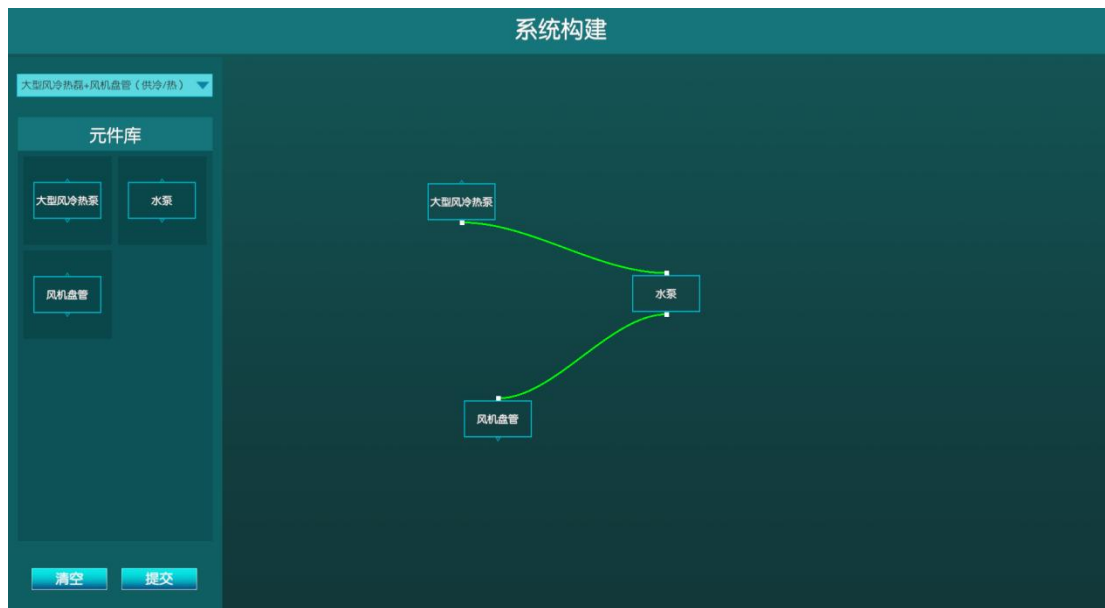 系统构建
大型风冷热磊+风机盘管（供冷/热）
元件库
大型风冷热泵
水泵
风机盘管
大型风冷热泵
水泵
风机盘管
清空
提交